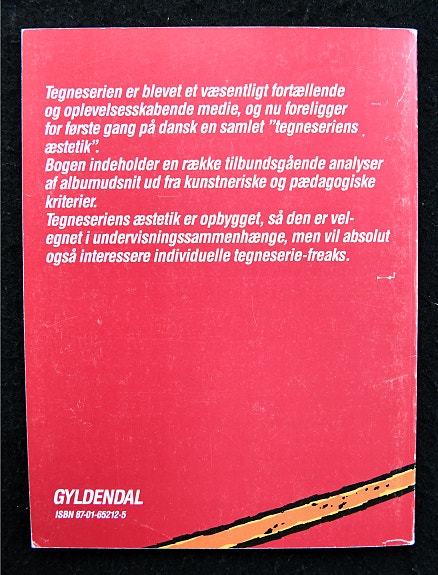 Tegneserien er blevet et væsentligt fortællende
og oplevelsesskabende medie, og nu foreligger
for første gang på dansk en samlet ”tegneseriens
æstetik”.
Bogen indeholder en række tilbundsgående analyser
af albumudsnit ud fra kunstneriske og pædagogiske
kriterier.
Tegneseriens æstetik er opbygget, så den er vel-
egnet i undervisningssammenhænge, men vil absolut
også interessere individuelle tegneserie-freaks.
GYLDENDAL
ISBN 87-01-65212-5